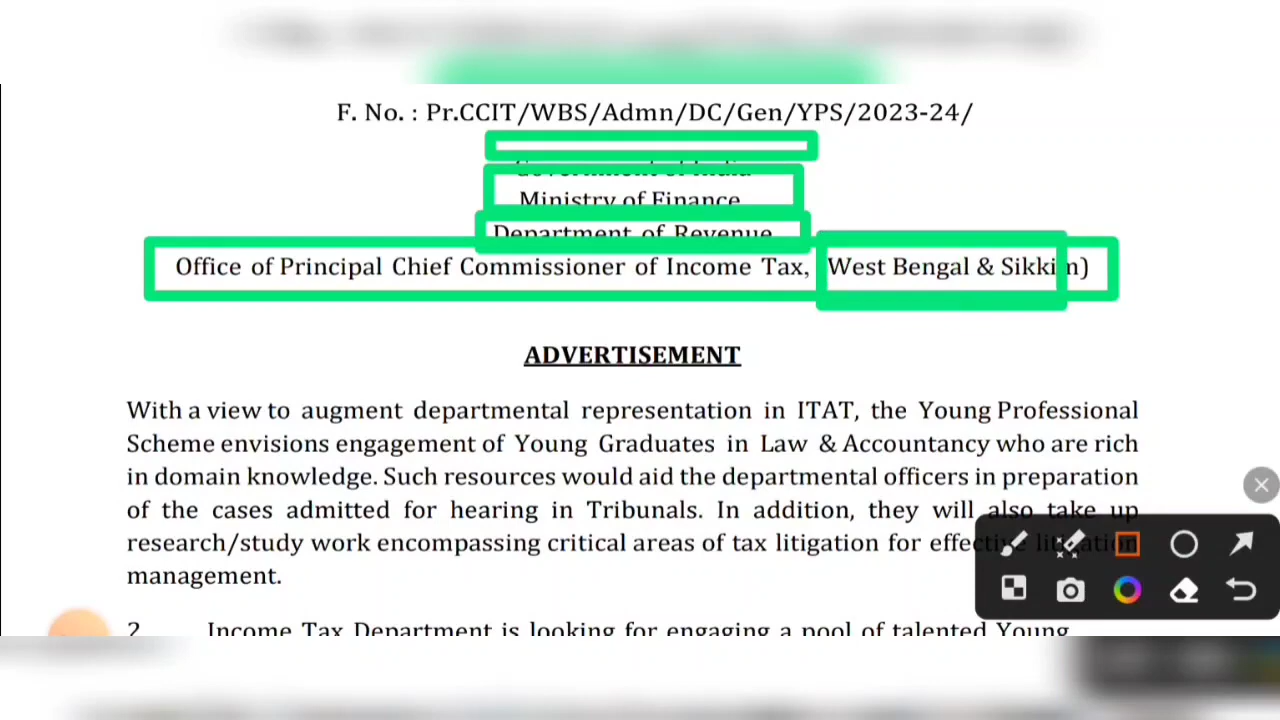 F. No. : Pr.CCIT/WBS/Admn/DC/Gen/YPS/2023-24/
Government of India
Ministry of Finance
Department of Revenue
Office of Principal Chief Commissioner of Income Tax, West Bengal & Sikkim)
ADVERTISEMENT
With a view to augment departmental representation in ITAT, the Young Professional
Scheme envisions engagement of Young Graduates in Law & Accountancy who are rich
in domain knowledge. Such resources would aid the departmental officers in preparation
of the cases admitted for hearing in Tribunals. In addition, they will also take up
research/study work encompassing critical areas of tax litigation for effective litigation
management.
2 Income Tax Department is looking for engaging a pool of talented Young